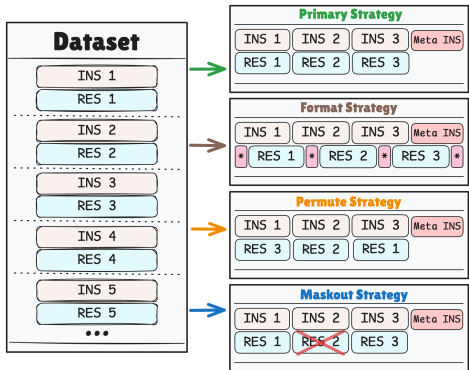 Dataset
INS 1
RES 1
INS 2
RES 2
INS 3
RES 3
INS 4
RES 4
INS 5
RES 5
•••
Primary Strategy
INS 1 INS 2 INS 3 Meta INS
RES 1 RES 2 RES 3
Format Strategy
INS 1 INS 2 INS 3 Meta INS
* RES 1 * RES 2 * RES 3 *
Permute Strategy
INS 1 INS 2 INS 3 Meta INS
RES 3 RES 2 RES 1
Maskout Strategy
INS 1 INS 2 INS 3 Meta INS
RES 1 RES 2 RES 3